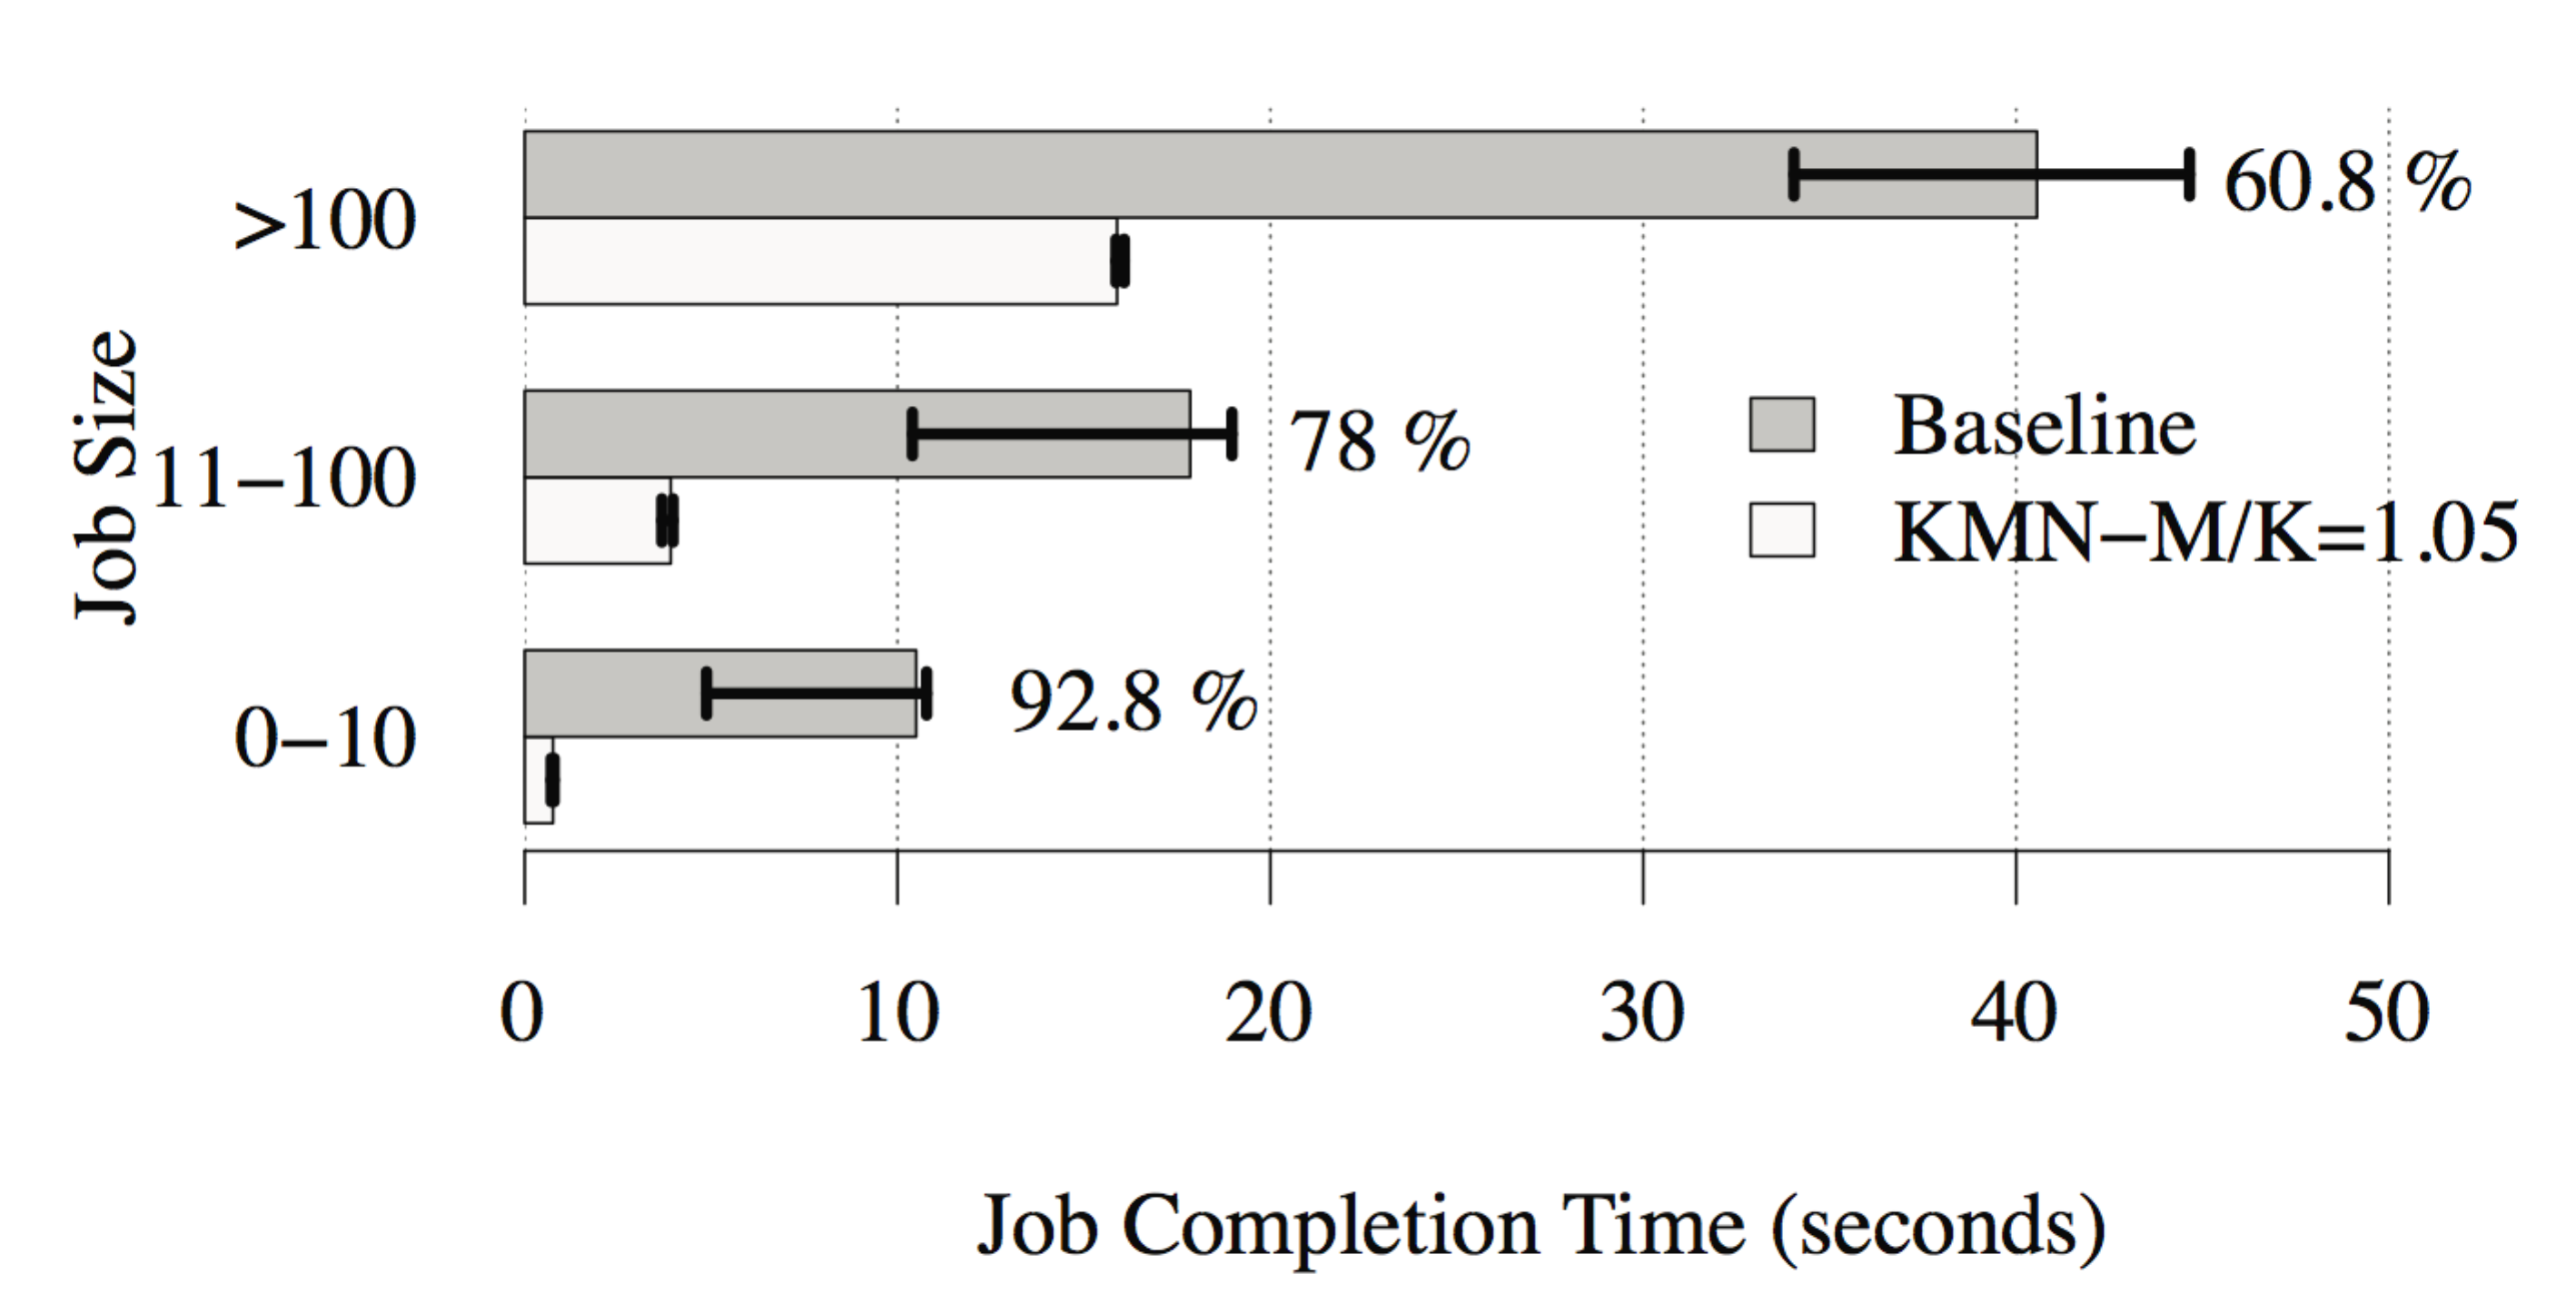 Job Size
>100
60.8 %
11–100
78 %
Baseline
KMN–M/K=1.05
0–10
92.8 %
0 10 20 30 40 50
Job Completion Time (seconds)